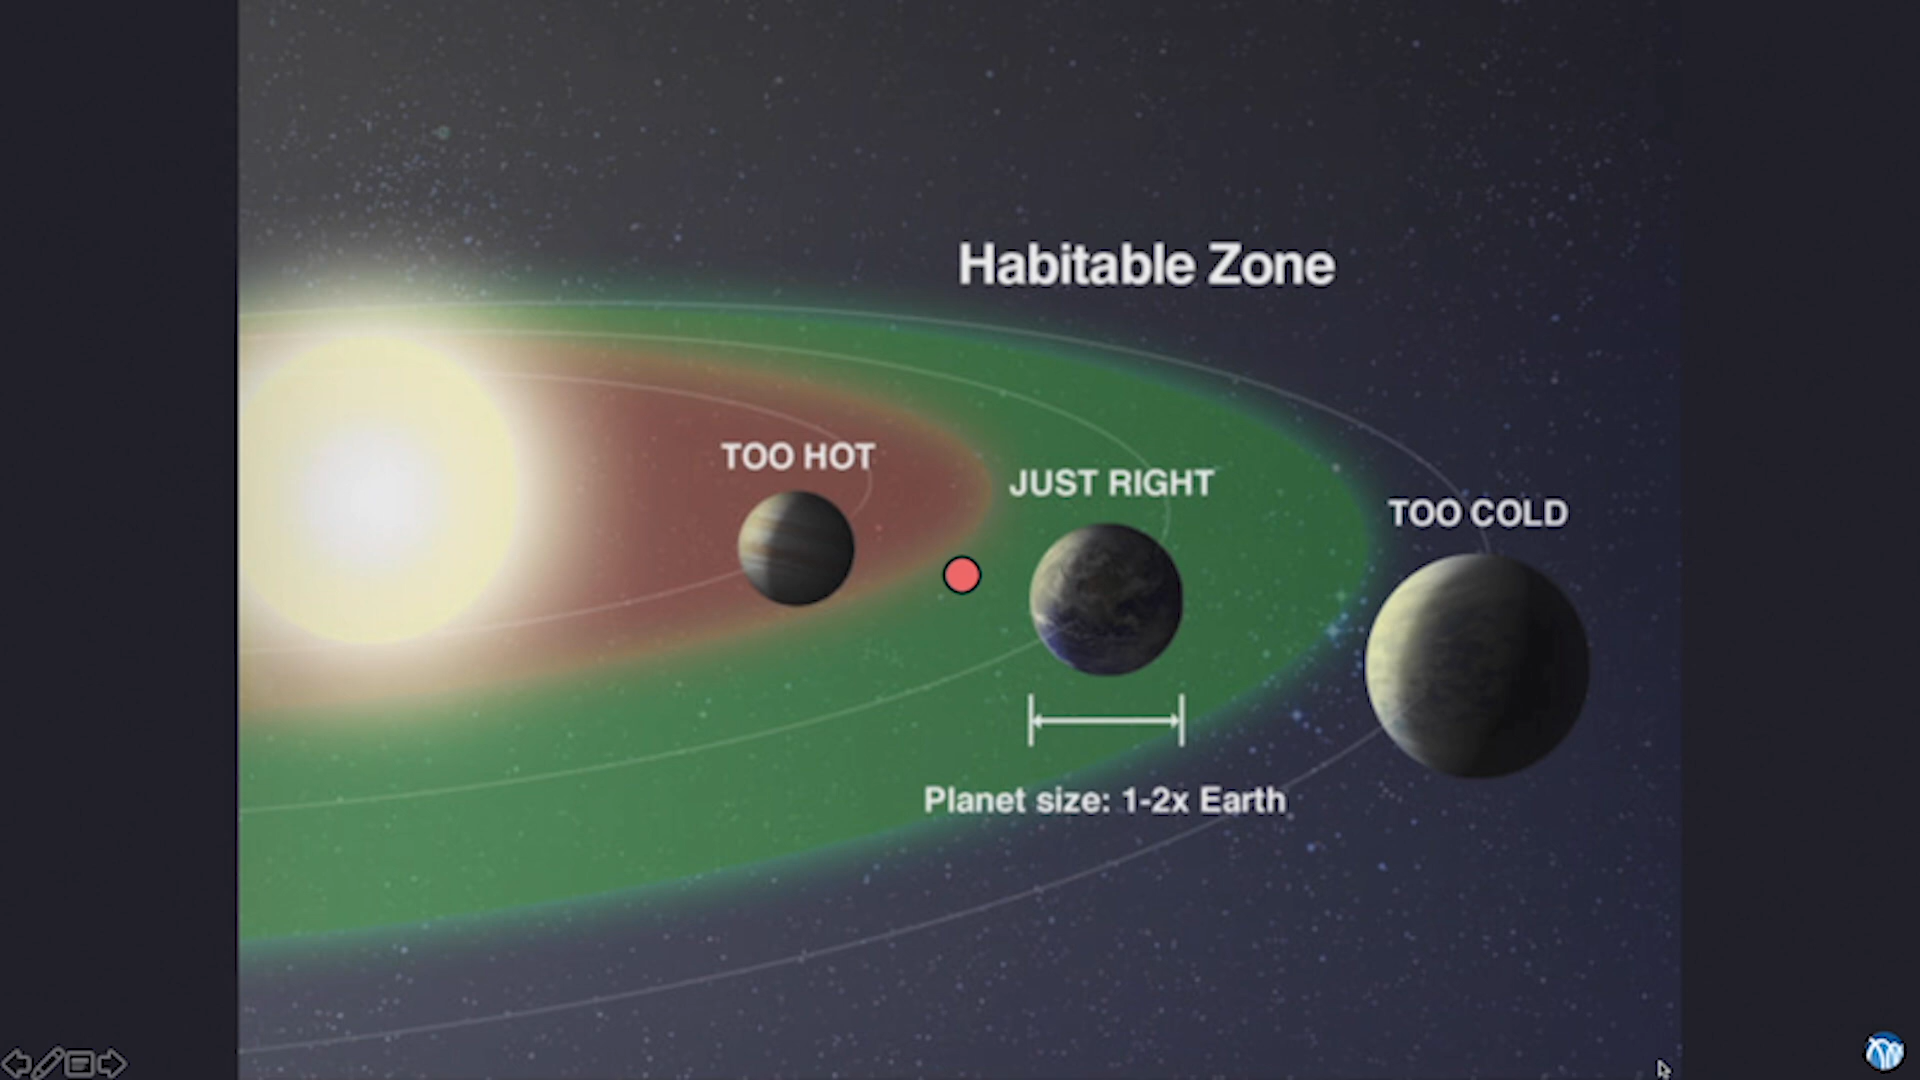 Habitable Zone
TOO HOT
JUST RIGHT
TOO COLD
Planet size: 1-2x Earth